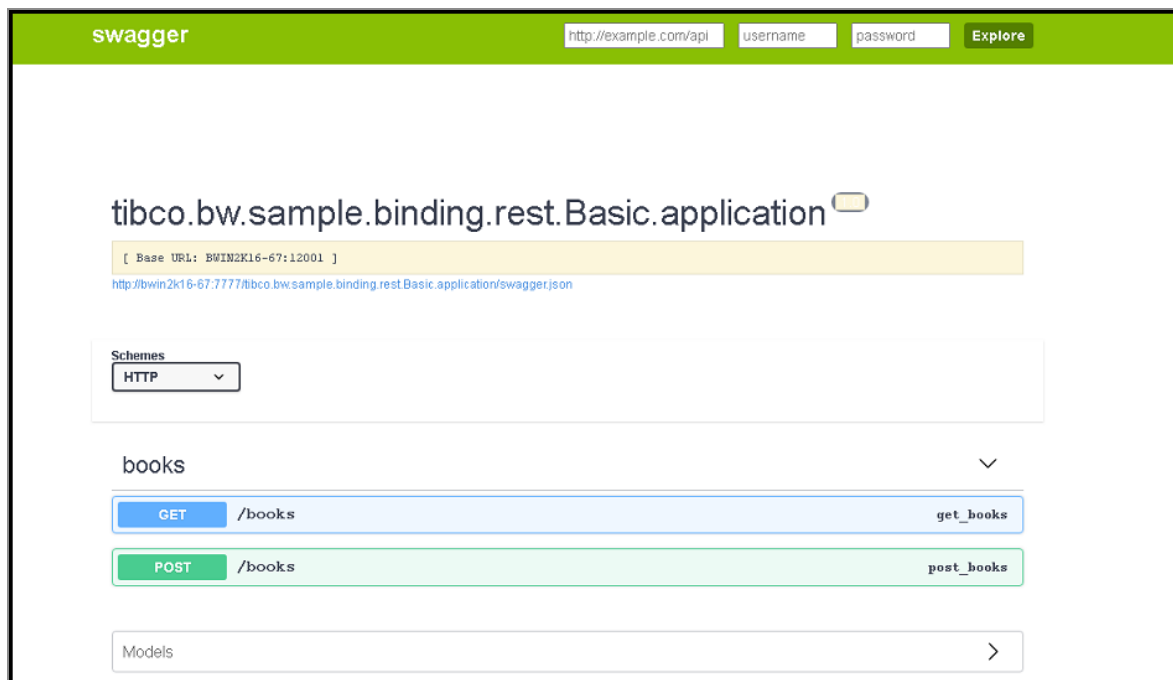 swagger
http://example.com/api username password Explore
tibco.bw.sample.binding.rest.Basic.application
[ Base URL: BWIN2K16-67:12001 ]
http://bwin2k16-67:7777/tibco.bw.sample.binding.rest.Basic.application/swagger.json
Schemes
HTTP
books
GET /books get_books
POST /books post_books
Models